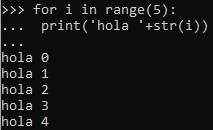 >>> for i in range(5):
...  print('hola '+str(i))
...
hola 0
hola 1
hola 2
hola 3
hola 4